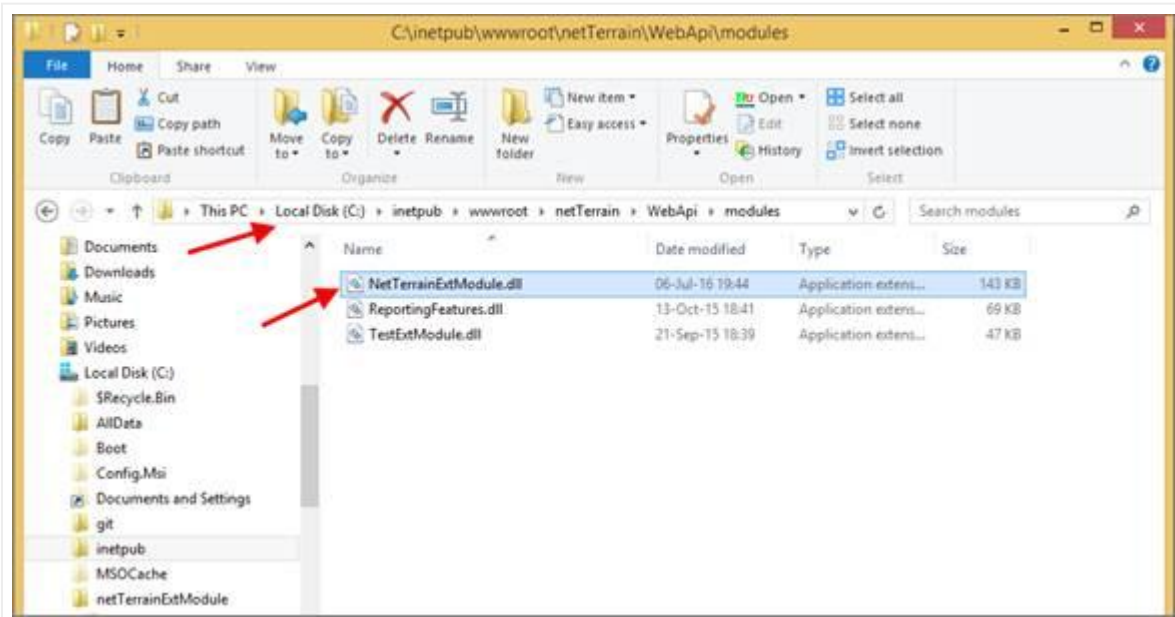 C:\inetpub\wwwroot\netTerrain\WebApi\modules
File Home Share View
Copy
Paste
Cut
Copy path
Paste shortcut
Clipboard
Move to
Copy to
Delete
Rename
Organize
New folder
New item
Easy access
New
Properties
Open
Edit
History
Open
Select all
Select none
Invert selection
Select
This PC Local Disk (C:) inetpub wwwroot netTerrain WebApi modules
Search modules
Documents
Downloads
Music
Pictures
Videos
Local Disk (C:)
$Recycle.Bin
AllData
Boot
Config.Msi
Documents and Settings
git
inetpub
MSOCache
netTerrainExtModule
Name Date modified Type Size
NetTerrainExtModule.dll 06-Jul-16 19:44 Application extens... 143 KB
ReportingFeatures.dll 13-Oct-15 18:41 Application extens... 69 KB
TestExtModule.dll 21-Sep-15 18:39 Application extens... 47 KB